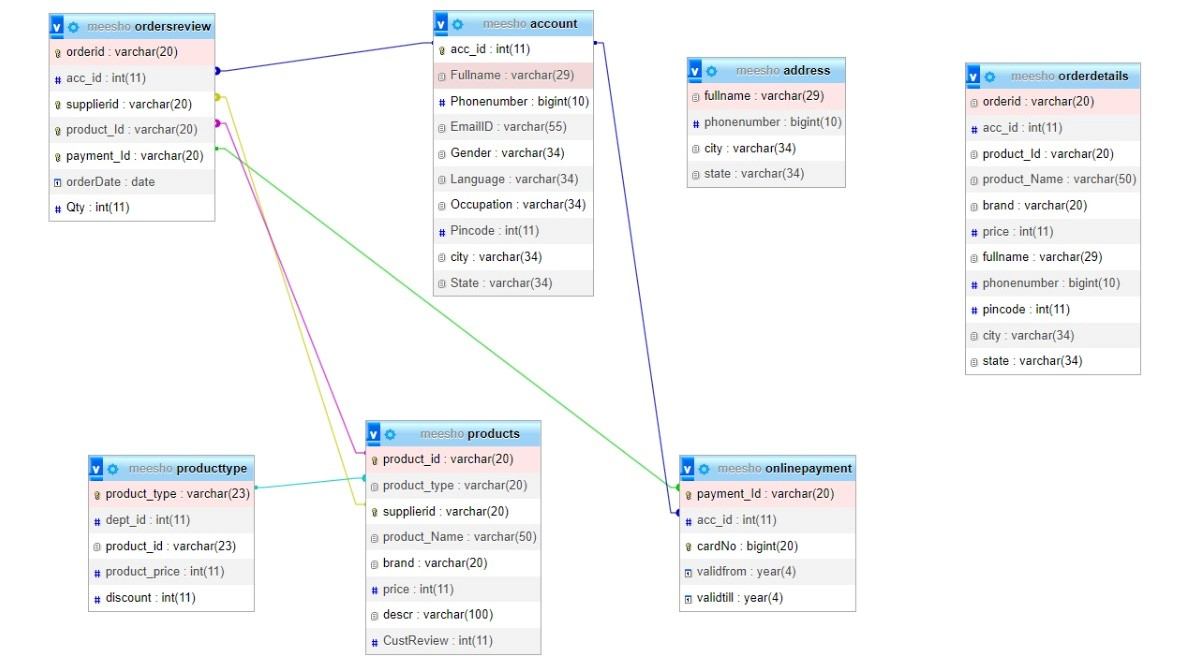 meesho ordersreview
orderid : varchar(20)
acc_id : int(11)
supplierid : varchar(20)
product_Id : varchar(20)
payment_Id : varchar(20)
orderDate : date
Qty : int(11)
meesho account
acc_id : int(11)
Fullname : varchar(29)
Phonenumber : bigint(10)
EmailID : varchar(55)
Gender : varchar(34)
Language : varchar(34)
Occupation : varchar(34)
Pincode : int(11)
city : varchar(34)
State : varchar(34)
meesho address
fullname : varchar(29)
phonenumber : bigint(10)
city : varchar(34)
state : varchar(34)
meesho orderdetails
orderid : varchar(20)
acc_id : int(11)
product_Id : varchar(20)
product_Name : varchar(50)
brand : varchar(20)
price : int(11)
fullname : varchar(29)
phonenumber : bigint(10)
pincode : int(11)
city : varchar(34)
state : varchar(34)
meesho producttype
product_type : varchar(23)
dept_id : int(11)
product_id : varchar(23)
product_price : int(11)
discount : int(11)
meesho products
product_id : varchar(20)
product_type : varchar(20)
supplierid : varchar(20)
product_Name : varchar(50)
brand : varchar(20)
price : int(11)
descr : varchar(100)
CustReview : int(11)
meesho onlinepayment
payment_Id : varchar(20)
acc_id : int(11)
cardNo : bigint(20)
validfrom : year(4)
validtill : year(4)